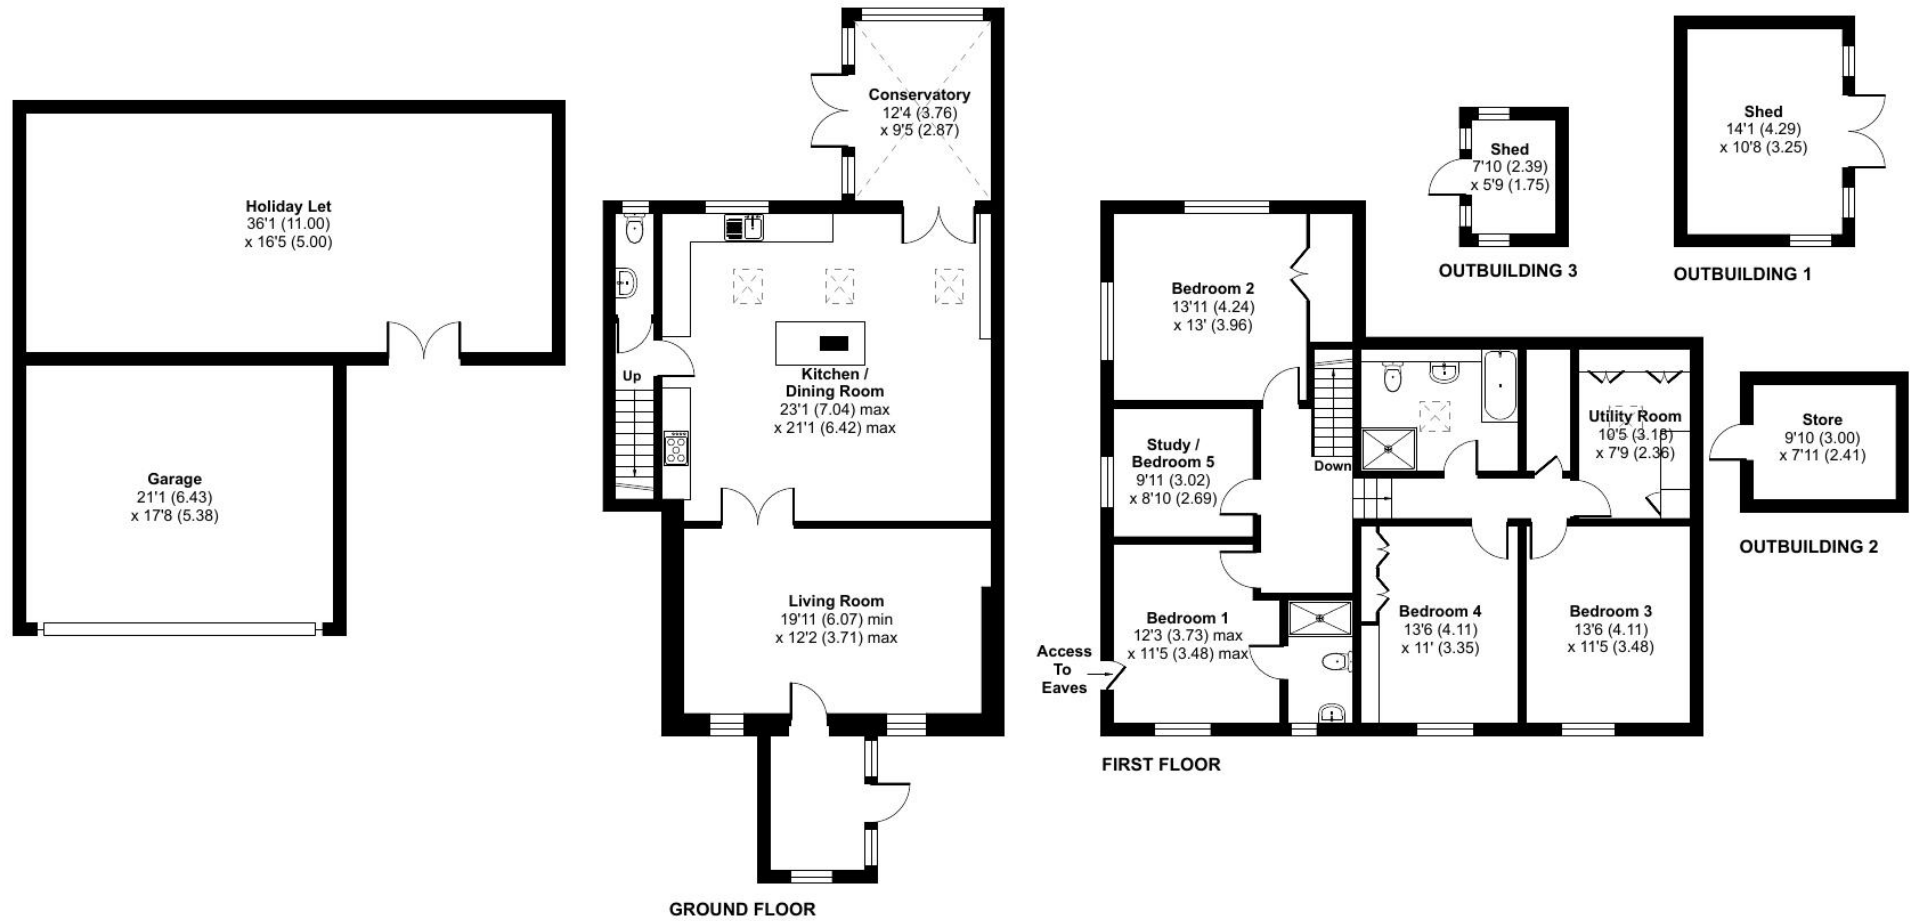 Holiday Let
36'1 (11.00)
x 16'5 (5.00)
Garage
21'1 (6.43)
x 17'8 (5.38)
Conservatory
12'4 (3.76)
x 9'5 (2.87)
Up
Kitchen /
Dining Room
23'1 (7.04) max
x 21'1 (6.42) max
Living Room
19'11 (6.07) min
x 12'2 (3.71) max
GROUND FLOOR
Bedroom 2
13'11 (4.24)
x 13' (3.96)
Study /
Bedroom 5
9'11 (3.02)
x 8'10 (2.69)
Down
Utility Room
10'5 (3.18)
x 7'9 (2.36)
Bedroom 1
12'3 (3.73) max
x 11'5 (3.48) max
Access
To
Eaves
Bedroom 4
13'6 (4.11)
x 11' (3.35)
Bedroom 3
13'6 (4.11)
x 11'5 (3.48)
FIRST FLOOR
Shed
7'10 (2.39)
x 5'9 (1.75)
OUTBUILDING 3
Shed
14'1 (4.29)
x 10'8 (3.25)
OUTBUILDING 1
Store
9'10 (3.00)
x 7'11 (2.41)
OUTBUILDING 2